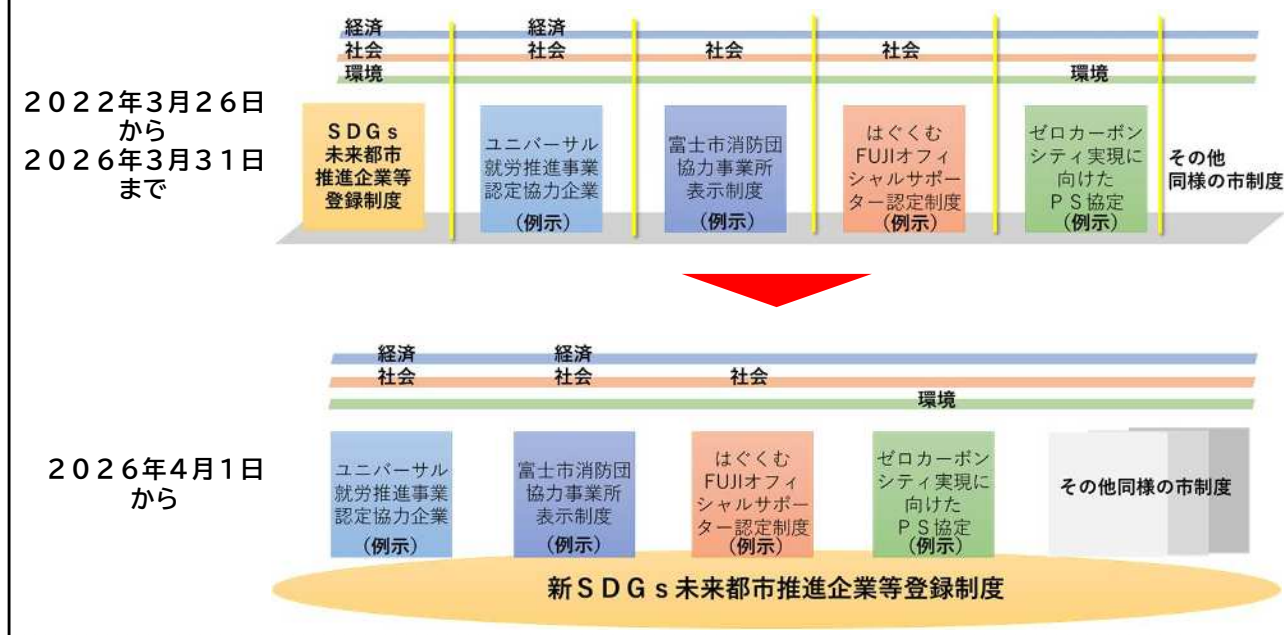 経済 経済
社会 社会 社会 社会
環境 環境
２０２２年３月２６日
から
２０２６年３月３１日
まで
ＳＤＧｓ
未来都市
推進企業等
登録制度
ユニバーサル
就労推進事業
認定協力企業
（例示）
富士市消防団
協力事業所
表示制度
（例示）
はぐくむ
FUJIオフィ
シャルサポー
ター認定制度
（例示）
ゼロカーボン
シティ実現に
向けた
ＰＳ協定
（例示）
その他
同様の市制度
経済 経済
社会 社会 社会
環境
２０２６年４月１日
から
ユニバーサル
就労推進事業
認定協力企業
（例示）
富士市消防団
協力事業所
表示制度
（例示）
はぐくむ
FUJIオフィ
シャルサポー
ター認定制度
（例示）
ゼロカーボン
シティ実現に
向けた
ＰＳ協定
（例示）
その他同様の市制度
新ＳＤＧｓ未来都市推進企業等登録制度